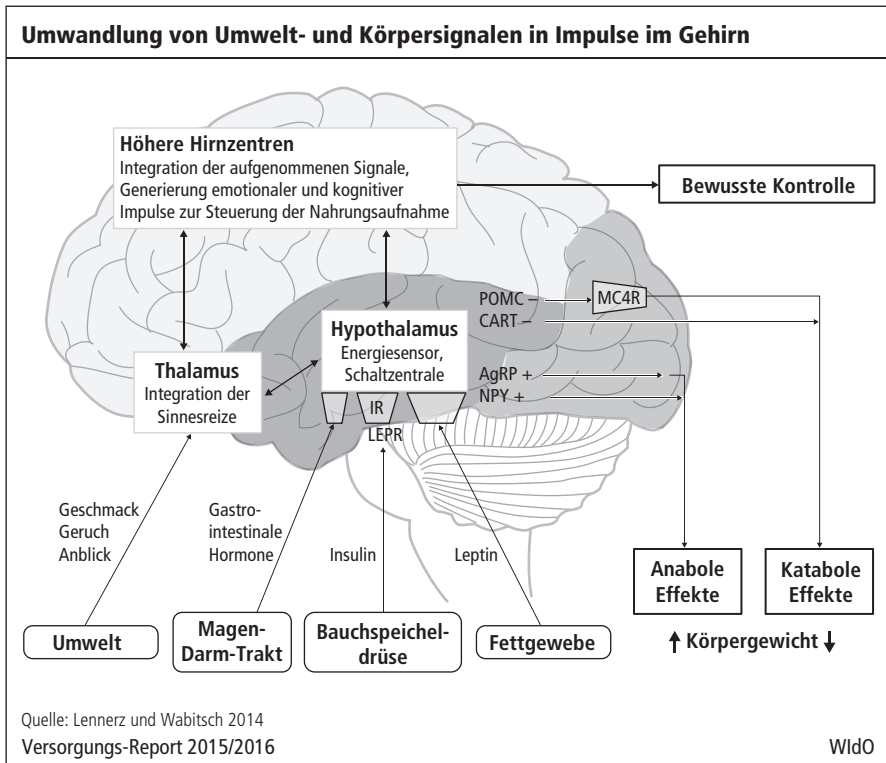 Umwandlung von Umwelt- und Körpersignalen in Impulse im Gehirn
Höhere Hirnzentren
Integration der aufgenommenen Signale,
Generierung emotionaler und kognitiver
Impulse zur Steuerung der Nahrungsaufnahme
Bewusste Kontrolle
POMC –
MC4R
CART –
Hypothalamus
Energiesensor,
Schaltzentrale
Thalamus
Integration der
Sinnesreize
AgRP +
NPY +
IR
LEPR
Geschmack
Geruch
Anblick
Gastro-
intestinale
Hormone
Insulin
Leptin
Anabole
Effekte
Katabole
Effekte
Umwelt
Magen-
Darm-Trakt
Bauchspeichel-
drüse
Fettgewebe
↑ Körpergewicht ↓
Quelle: Lennerz und Wabitsch 2014
Versorgungs-Report 2015/2016
WIdO